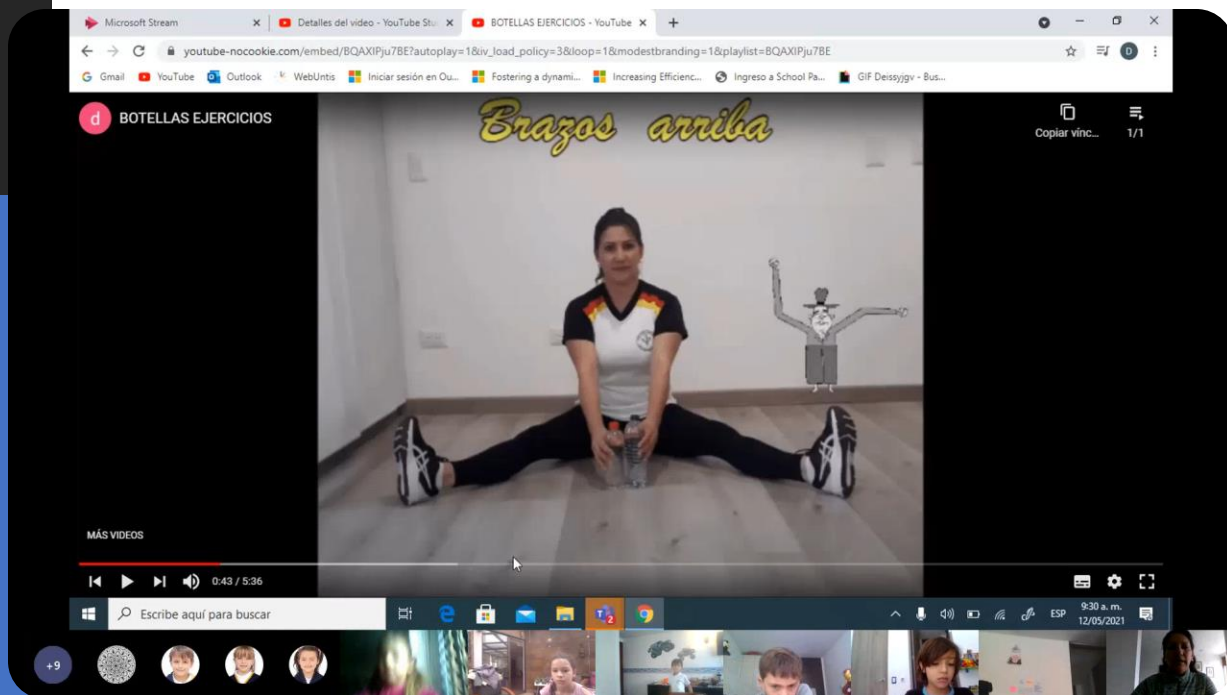 Microsoft Stream
Detalles del video - YouTube Stu
BOTELLAS EJERCICIOS - YouTube
youtube-nocookie.com/embed/BQAXIPju7BE?autoplay=1&iv_load_policy=3&loop=1&modestbranding=1&playlist=BQAXIPju7BE
D
Gmail
YouTube
Outlook
WebUntis
Iniciar sesión en Ou...
Fostering a dynami...
Increasing Efficienc...
Ingreso a School Pa...
GIF Deissyjgv - Bus...
d
BOTELLAS EJERCICIOS
Brazos arriba
Copiar vínc...
1/1
MÁS VIDEOS
0:43 / 5:36
Escribe aquí para buscar
2
ESP
9:30 a. m.
12/05/2021
+9